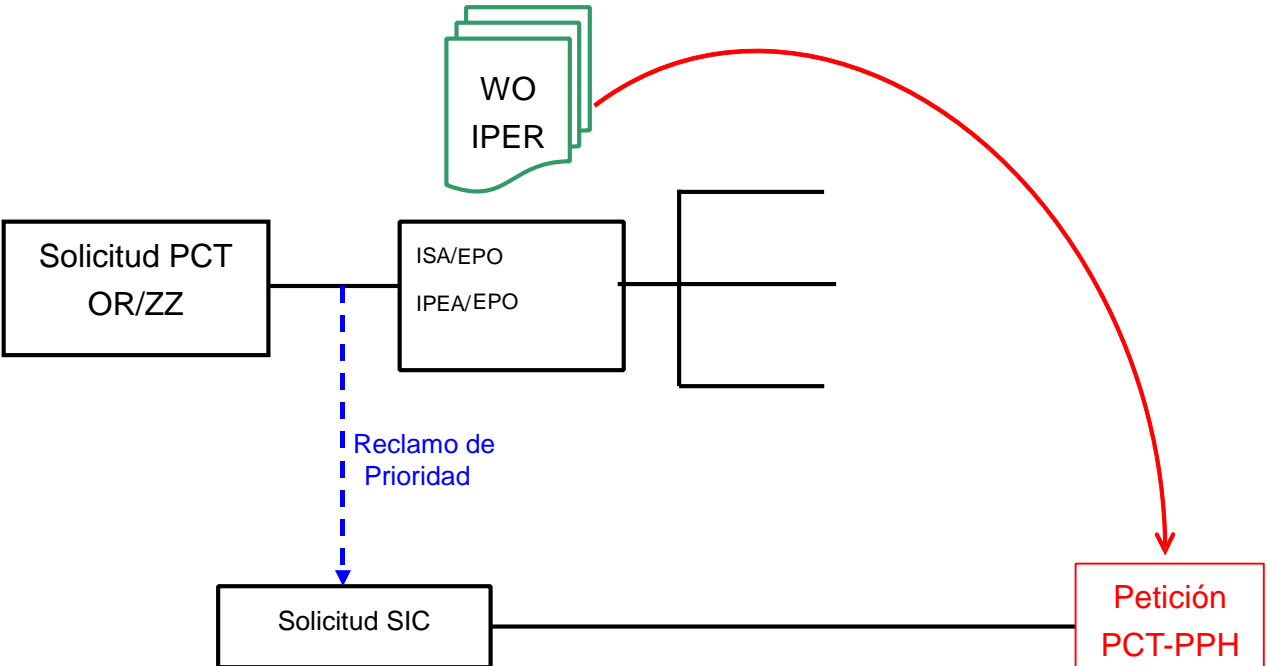 WO
IPER
Solicitud PCT
OR/ZZ
ISA/EPO
IPEA/EPO
Reclamo de
Prioridad
Solicitud SIC
Petición
PCT-PPH